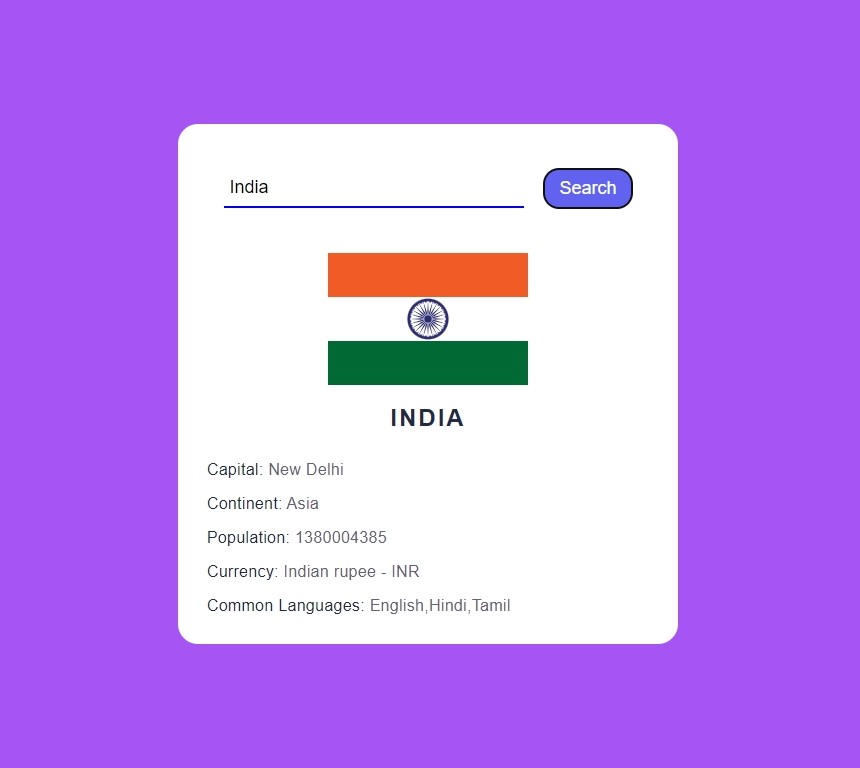 India
Search
INDIA
Capital: New Delhi
Continent: Asia
Population: 1380004385
Currency: Indian rupee - INR
Common Languages: English,Hindi,Tamil